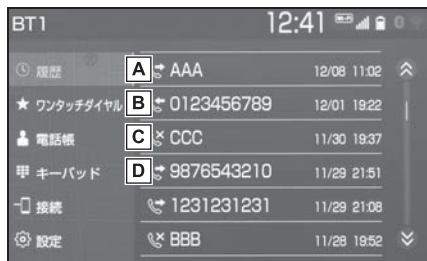 BT1 12:41 0
履歴 A AAA 12/08 11:02
ワンタッチダイヤル B 0123456789 12/01 19:22
電話帳 C CCC 11/30 19:37
キーパッド D 9876543210 11/29 21:51
接続 1231231231 11/29 21:08
設定 BBB 11/28 19:52